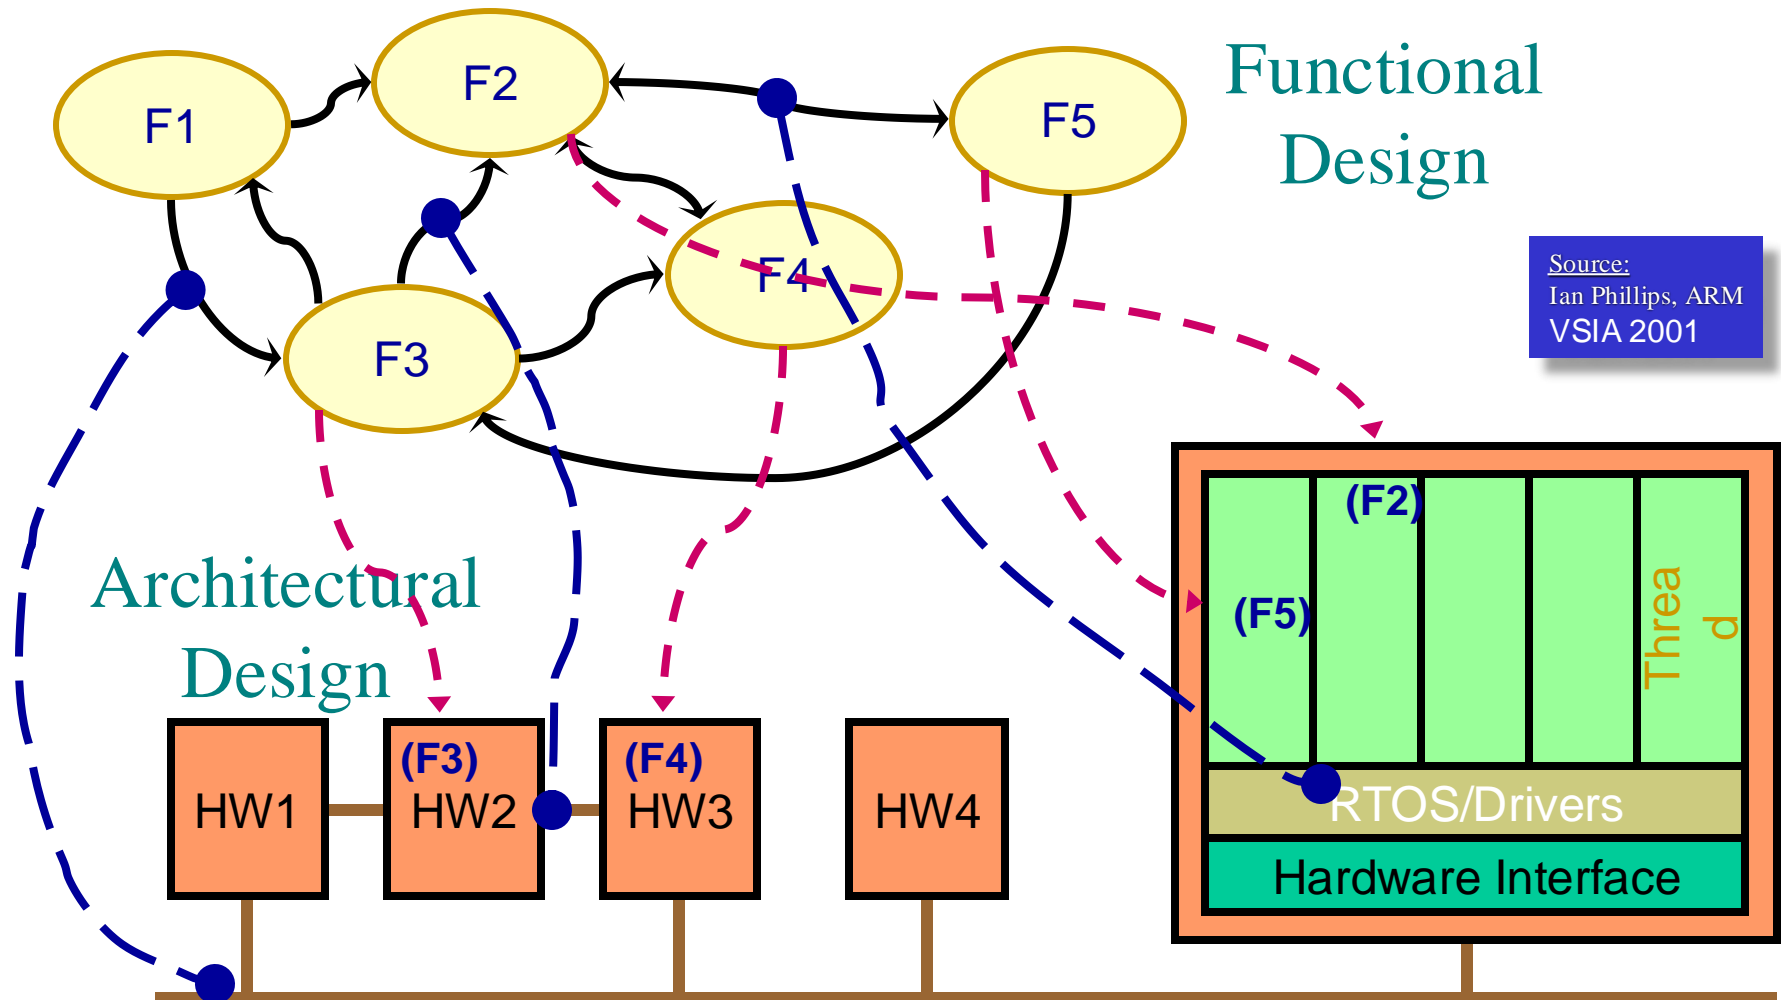 F1
F2
F5
F3
F4
Functional
Design
Source:
Ian Phillips, ARM
VSIA 2001
Architectural
Design
(F2)
(F5)
Threa
d
(F3)
(F4)
HW1
HW2
HW3
HW4
RTOS/Drivers
Hardware Interface